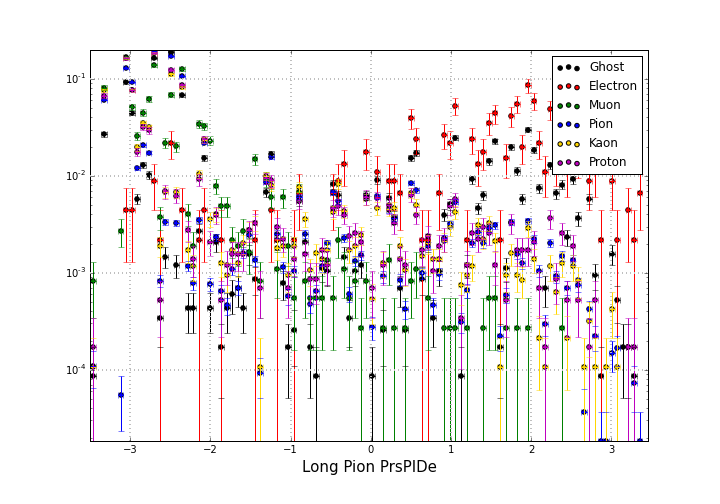 Ghost
Electron
Muon
Pion
Kaon
Proton
10⁻¹
10⁻²
10⁻³
10⁻⁴
−3 −2 −1 0 1 2 3
Long Pion PrsPIDe